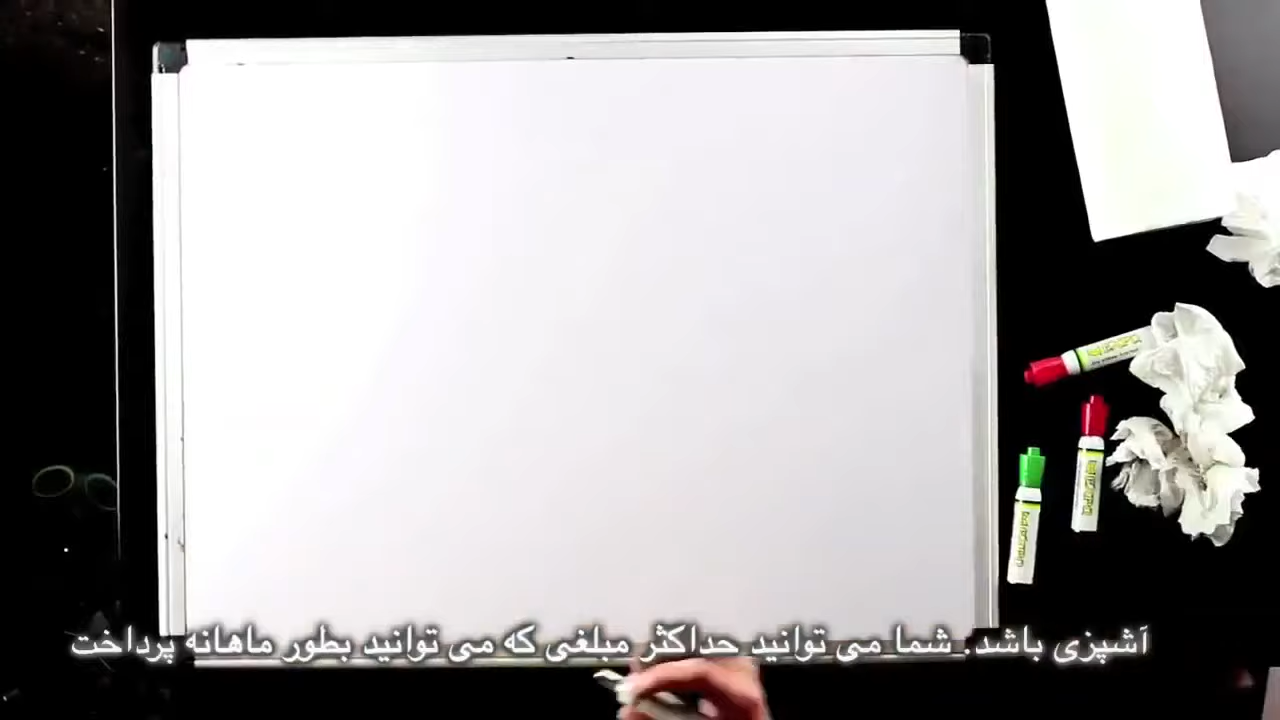 آشپزی باشد. شما می توانید حداکثر مبلغی که می توانید بطور ماهانه پرداخت